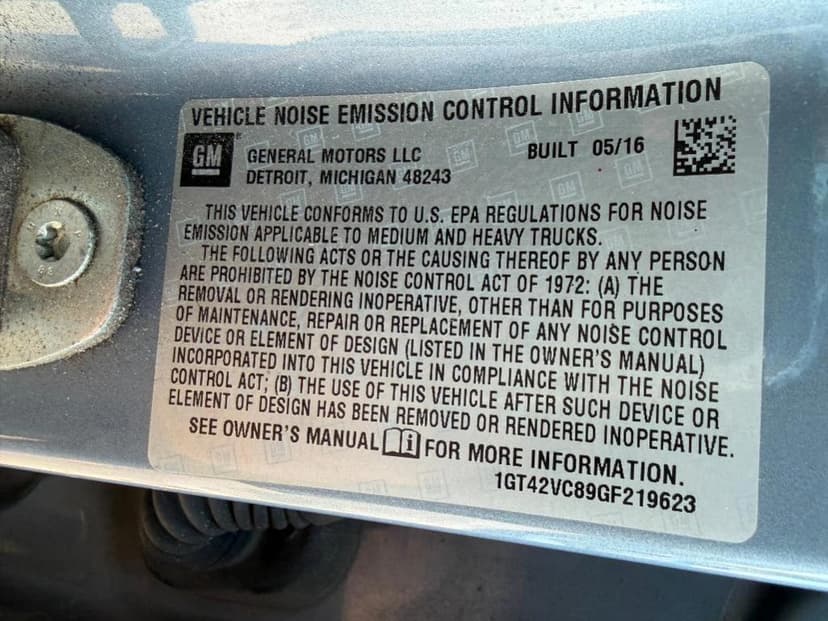 VEHICLE NOISE EMISSION CONTROL INFORMATION
GM
GENERAL MOTORS LLC
DETROIT, MICHIGAN 48243
BUILT 05/16
THIS VEHICLE CONFORMS TO U.S. EPA REGULATIONS FOR NOISE
EMISSION APPLICABLE TO MEDIUM AND HEAVY TRUCKS.
THE FOLLOWING ACTS OR THE CAUSING THEREOF BY ANY PERSON
ARE PROHIBITED BY THE NOISE CONTROL ACT OF 1972: (A) THE
REMOVAL OR RENDERING INOPERATIVE, OTHER THAN FOR PURPOSES
OF MAINTENANCE, REPAIR OR REPLACEMENT OF ANY NOISE CONTROL
DEVICE OR ELEMENT OF DESIGN (LISTED IN THE OWNER'S MANUAL)
INCORPORATED INTO THIS VEHICLE IN COMPLIANCE WITH THE NOISE
CONTROL ACT; (B) THE USE OF THIS VEHICLE AFTER SUCH DEVICE OR
ELEMENT OF DESIGN HAS BEEN REMOVED OR RENDERED INOPERATIVE.
SEE OWNER'S MANUAL FOR MORE INFORMATION.
1GT42VC89GF219623